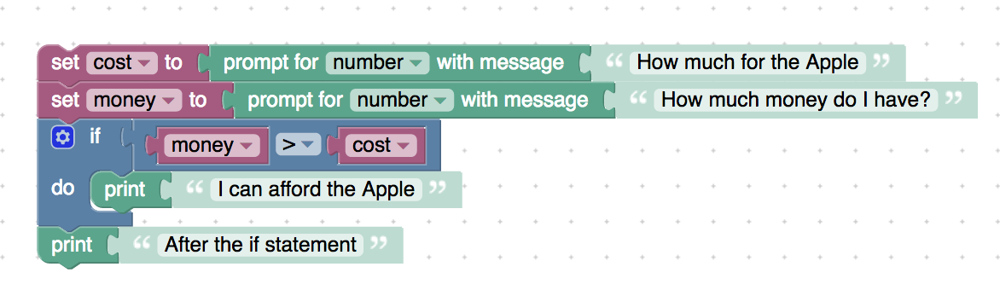 set cost to prompt for number with message “ How much for the Apple ”
set money to prompt for number with message “ How much money do I have? ”
if money > cost
do print “ I can afford the Apple ”
print “ After the if statement ”